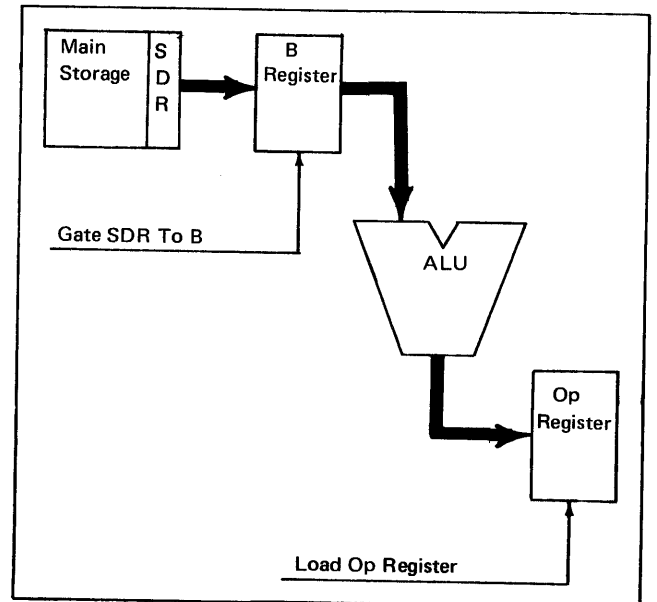 Main
Storage
S
D
R
B
Register
Gate SDR To B
ALU
Op
Register
Load Op Register